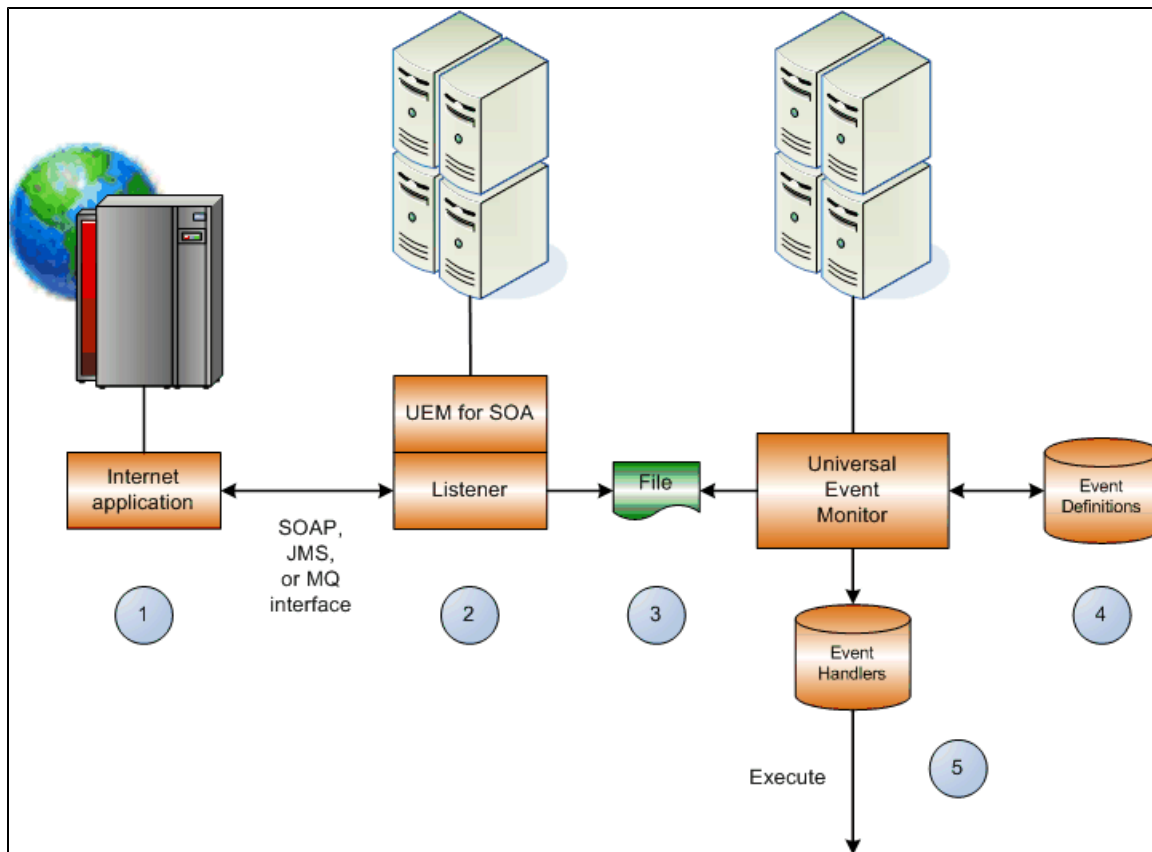 UEM for SOA
Listener
Internet
application
SOAP,
JMS,
or MQ
interface
File
Universal
Event
Monitor
Event
Definitions
1
2
3
4
Event
Handlers
Execute
5